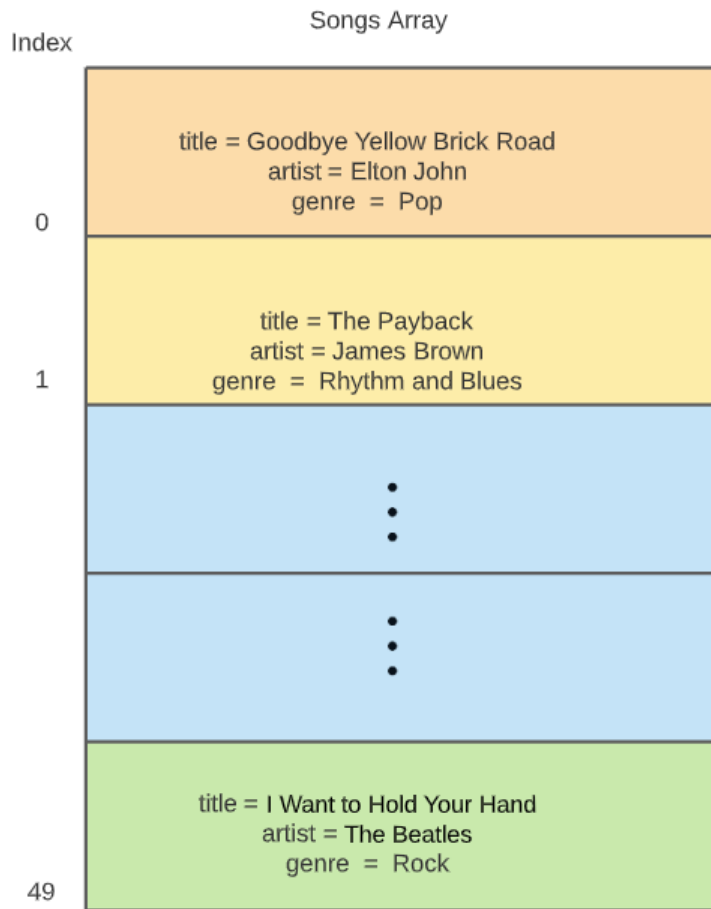 Songs Array
Index
title = Goodbye Yellow Brick Road
artist = Elton John
genre = Pop
0
title = The Payback
artist = James Brown
genre = Rhythm and Blues
1
title = I Want to Hold Your Hand
artist = The Beatles
genre = Rock
49